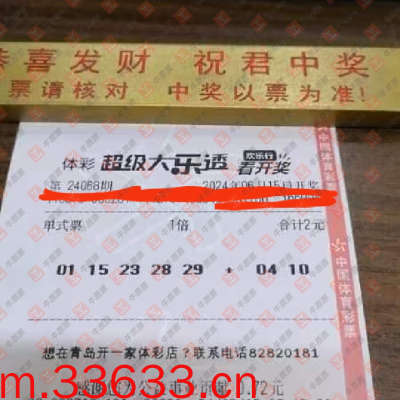 恭喜发财 祝君中奖
票请核对 中奖以票为准!
体彩 超级大乐透 欢乐行 看开奖
第 24068期 2024年06月15日开奖
单式票 1倍 合计2元
01 15 23 28 29 + 04 10
想在青岛开一家体彩店?联系电话82820181
0.72元
m.33633.cn
中国体育彩票